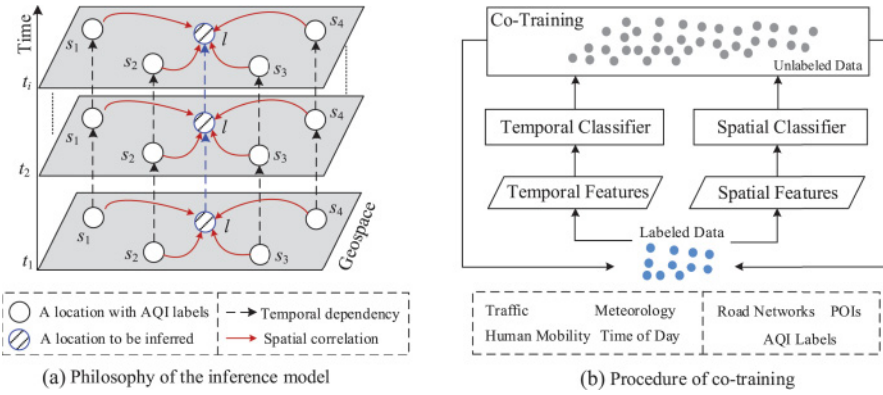 Time
s1
l
s4
s2
s3
ti
s1
l
s4
s2
s3
t2
s1
l
s4
s2
s3
t1
Geospace
A location with AQI labels
Temporal dependency
A location to be inferred
Spatial correlation
(a) Philosophy of the inference model
Co-Training
Unlabeled Data
Temporal Classifier
Spatial Classifier
Temporal Features
Spatial Features
Labeled Data
Traffic
Meteorology
Human Mobility
Time of Day
Road Networks
POIs
AQI Labels
(b) Procedure of co-training